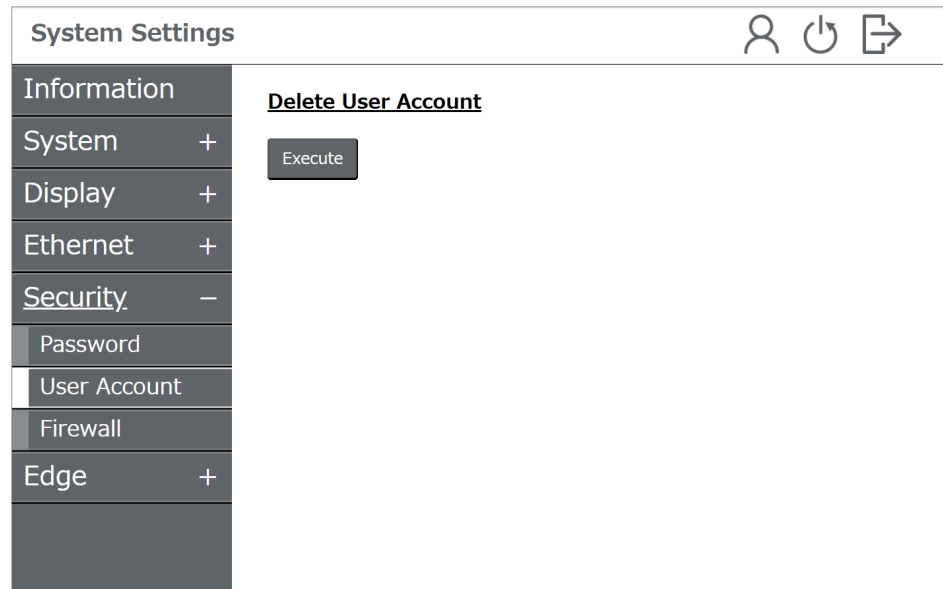 System Settings
Information
System +
Display +
Ethernet +
Security −
Password
User Account
Firewall
Edge +
Delete User Account
Execute